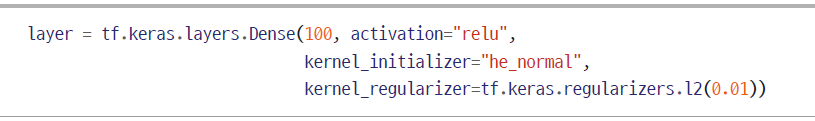 layer = tf.keras.layers.Dense(100, activation="relu",
                              kernel_initializer="he_normal",
                              kernel_regularizer=tf.keras.regularizers.l2(0.01))